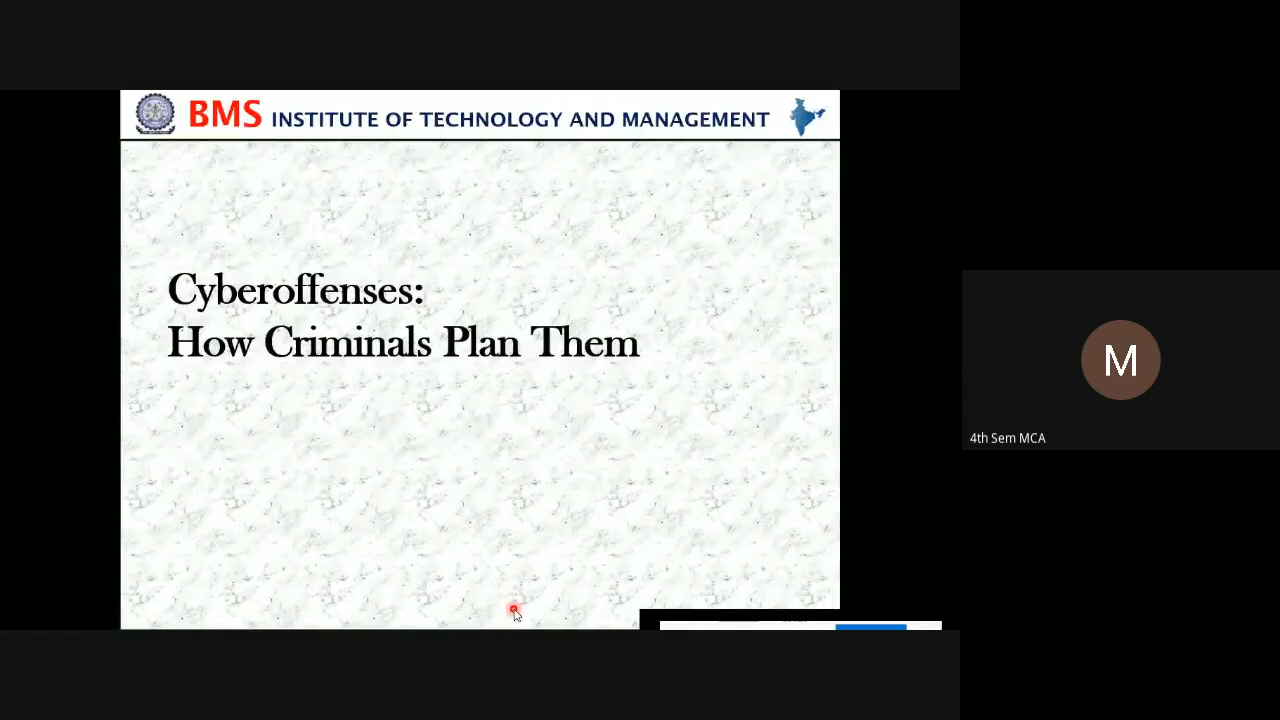 BMS INSTITUTE OF TECHNOLOGY AND MANAGEMENT
Cyberoffenses:
How Criminals Plan Them
M
4th Sem MCA